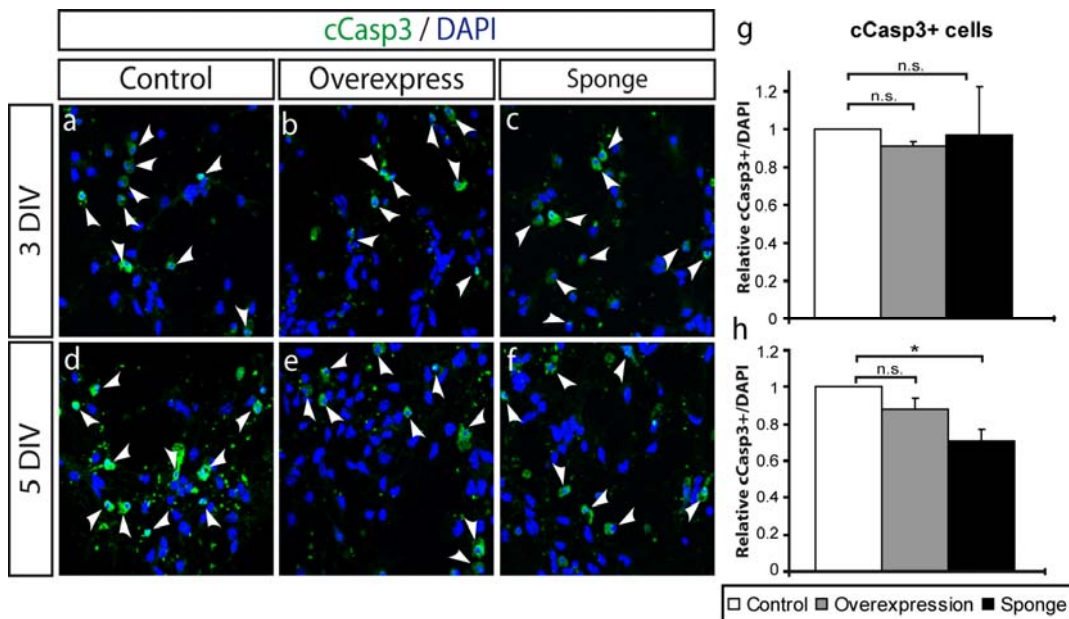 cCasp3 / DAPI
Control
Overexpress
Sponge
3 DIV
a
b
c
5 DIV
d
e
f
g
cCasp3+ cells
n.s.
n.s.
1.2
1
0.8
0.6
0.4
0.2
0
Relative cCasp3+/DAPI
h
*
n.s.
1.2
1
0.8
0.6
0.4
0.2
0
Relative cCasp3+/DAPI
Control Overexpression Sponge